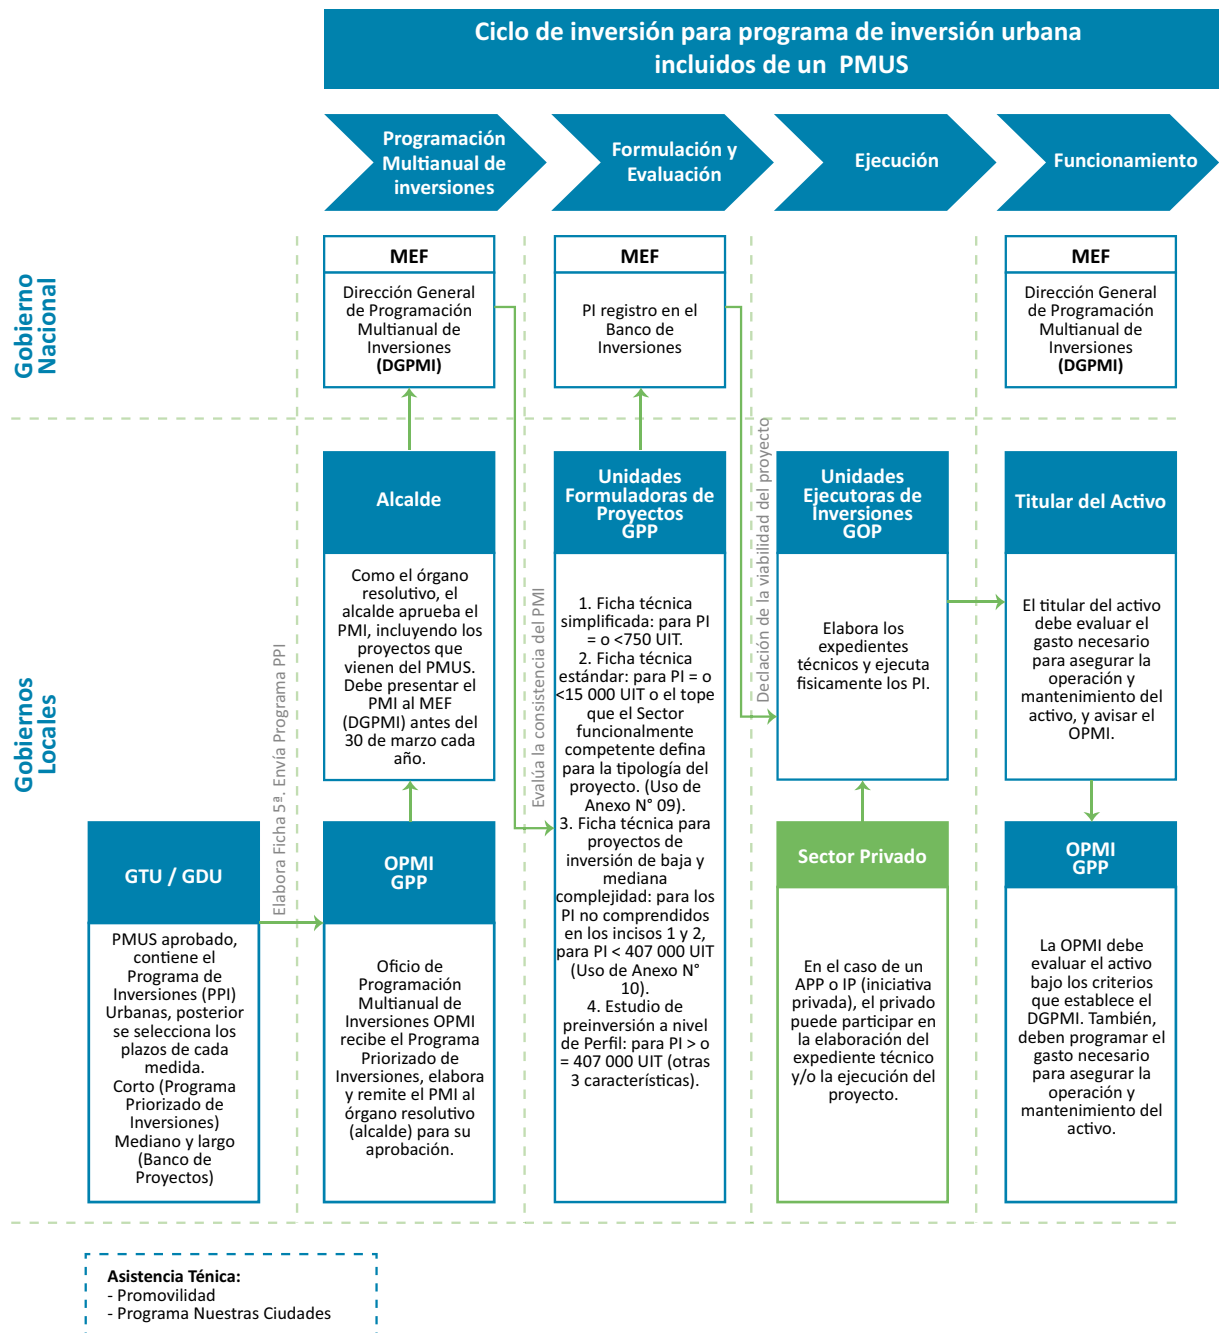 Ciclo de inversión para programa de inversión urbana
incluidos de un PMUS
Programación
Multianual de
inversiones
Formulación y
Evaluación
Ejecución
Funcionamiento
Gobierno
Nacional
MEF
Dirección General
de Programación
Multianual de
Inversiones
(DGPMI)
MEF
PI registro en el
Banco de
Inversiones
MEF
Dirección General
de Programación
Multianual de
Inversiones
(DGPMI)
Gobiernos
Locales
GTU / GDU
PMUS aprobado,
contiene el
Programa de
Inversiones (PPI)
Urbanas, posterior
se selecciona los
plazos de cada
medida.
Corto (Programa
Priorizado de
Inversiones)
Mediano y largo
(Banco de
Proyectos)
Elabora Ficha 5ª. Envía Programa PPI
Alcalde
Como el órgano
resolutivo, el
alcalde aprueba el
PMI, incluyendo los
proyectos que
vienen del PMUS.
Debe presentar el
PMI al MEF
(DGPMI) antes del
30 de marzo cada
año.
OPMI
GPP
Oficio de
Programación
Multianual de
Inversiones OPMI
recibe el Programa
Priorizado de
Inversiones, elabora
y remite el PMI al
órgano resolutivo
(alcalde) para su
aprobación.
Evalúa la consistencia del PMI
Unidades
Formuladoras de
Proyectos
GPP
1. Ficha técnica
simplificada: para PI
= o <750 UIT.
2. Ficha técnica
estándar: para PI = o
<15 000 UIT o el tope
que el Sector
funcionalmente
competente defina
para la tipología del
proyecto. (Uso de
Anexo N° 09).
3. Ficha técnica para
proyectos de
inversión de baja y
mediana
complejidad: para los
PI no comprendidos
en los incisos 1 y 2,
para PI < 407 000 UIT
(Uso de Anexo N°
10).
4. Estudio de
preinversión a nivel
de Perfil: para PI > o
= 407 000 UIT (otras
3 características).
Declación de la viabilidad del proyecto
Unidades
Ejecutoras de
Inversiones
GOP
Elabora los
expedientes
técnicos y ejecuta
fisicamente los PI.
Sector Privado
En el caso de un
APP o IP (iniciativa
privada), el privado
puede participar en
la elaboración del
expediente técnico
y/o la ejecución del
proyecto.
Titular del Activo
El titular del activo
debe evaluar el
gasto necesario
para asegurar la
operación y
mantenimiento del
activo, y avisar el
OPMI.
OPMI
GPP
La OPMI debe
evaluar el activo
bajo los criterios
que establece el
DGPMI. También,
deben programar el
gasto necesario
para asegurar la
operación y
mantenimiento del
activo.
Asistencia Ténica:
- Promovilidad
- Programa Nuestras Ciudades